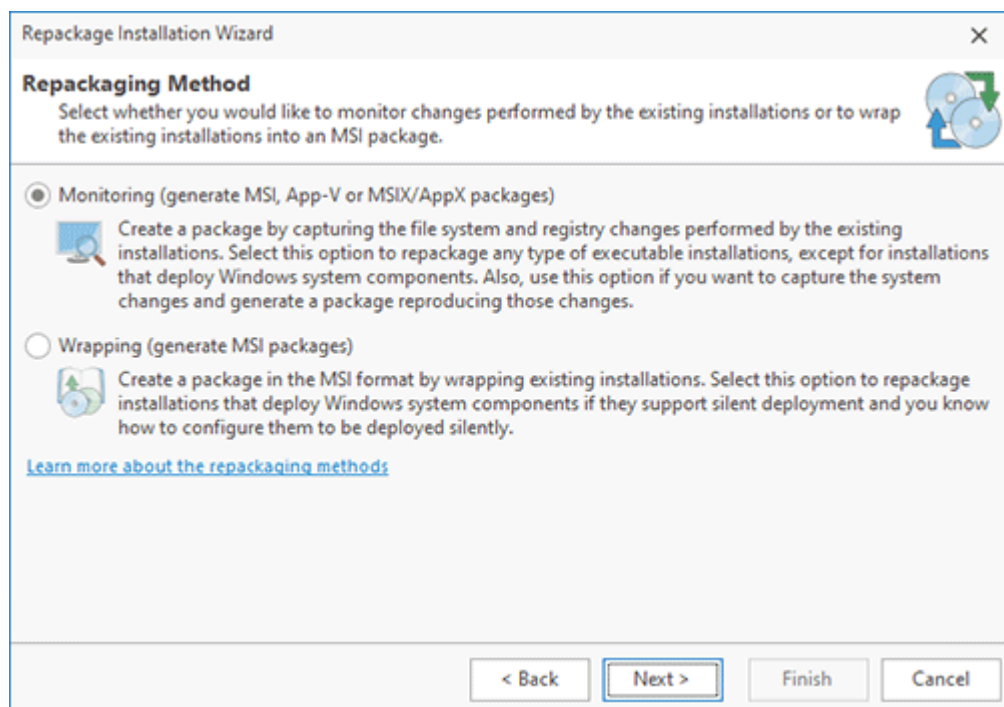 Repackage Installation Wizard
Repackaging Method
Select whether you would like to monitor changes performed by the existing installations or to wrap
the existing installations into an MSI package.
Monitoring (generate MSI, App-V or MSIX/AppX packages)
Create a package by capturing the file system and registry changes performed by the existing
installations. Select this option to repackage any type of executable installations, except for installations
that deploy Windows system components. Also, use this option if you want to capture the system
changes and generate a package reproducing those changes.
Wrapping (generate MSI packages)
Create a package in the MSI format by wrapping existing installations. Select this option to repackage
installations that deploy Windows system components if they support silent deployment and you know
how to configure them to be deployed silently.
Learn more about the repackaging methods
< Back
Next >
Finish
Cancel